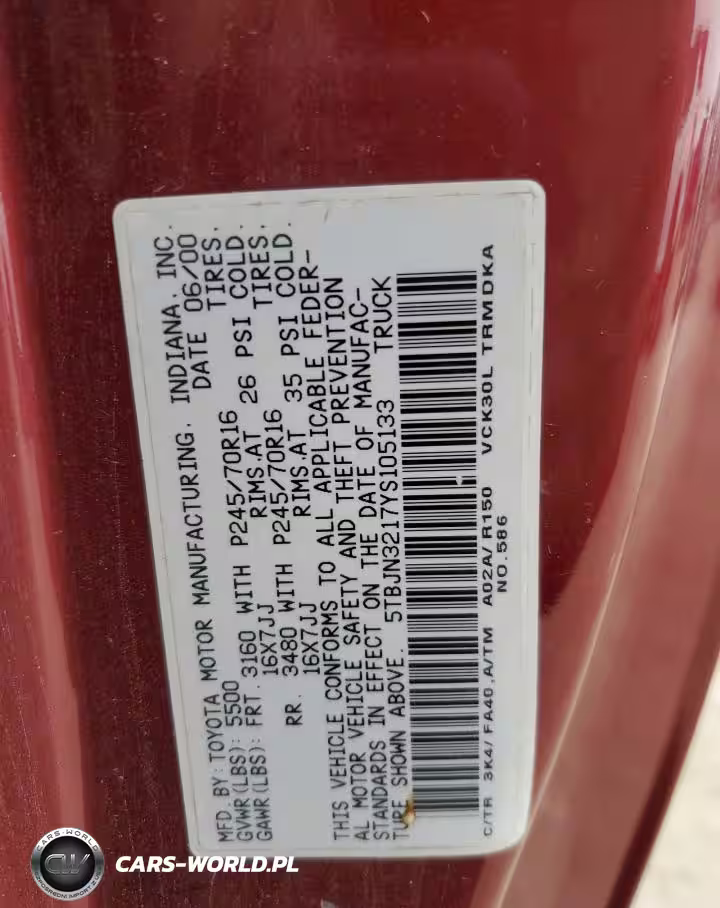 MFD. BY: TOYOTA MOTOR MANUFACTURING, INDIANA, INC.
GVWR(LBS): 5500 DATE 06/00
GAWR(LBS): FRT. 3160 WITH P245/70R16 TIRES,
16X7JJ RIMS.AT 26 PSI COLD.
RR. 3480 WITH P245/70R16 TIRES,
16X7JJ RIMS.AT 35 PSI COLD.
THIS VEHICLE CONFORMS TO ALL APPLICABLE FEDER-
AL MOTOR VEHICLE SAFETY AND THEFT PREVENTION
STANDARDS IN EFFECT ON THE DATE OF MANUFAC-
TURE SHOWN ABOVE. 5TBJN3217YS105133 TRUCK
C/TR 3K4/FA40,A/TM A02A/R150 VCK30L TRMDKA
NO.586
CARS-WORLD
CW
CARS-WORLD.PL